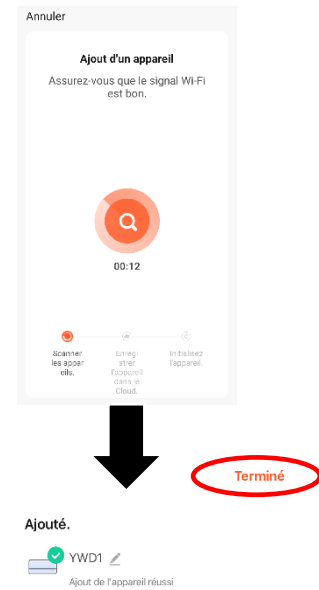 Annuler
Ajout d'un appareil
Assurez-vous que le signal Wi-Fi
est bon.
00:12
Scanner
les appar
eils.
Enregi
strer
l'appareil
dans le
Cloud.
Initialisez
l'appareil.
Terminé
Ajouté.
YWD1
Ajout de l'appareil réussi